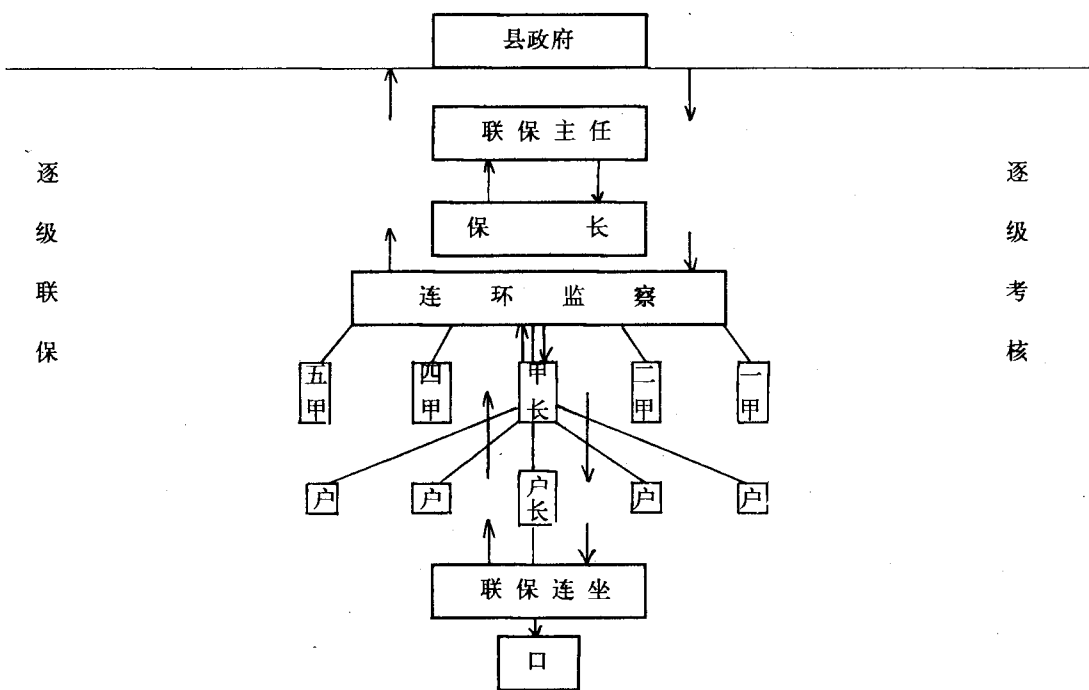 县政府
联保主任
保长
连环监察
五甲 四甲 甲长 二甲 一甲
户 户 户长 户 户
联保连坐
口
逐级联保
逐级考核